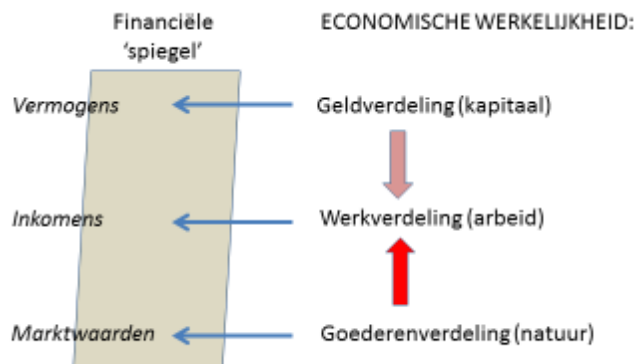 Financiële
‘spiegel’
ECONOMISCHE WERKELIJKHEID:
Vermogens
Geldverdeling (kapitaal)
Inkomens
Werkverdeling (arbeid)
Marktwaarden
Goederenverdeling (natuur)